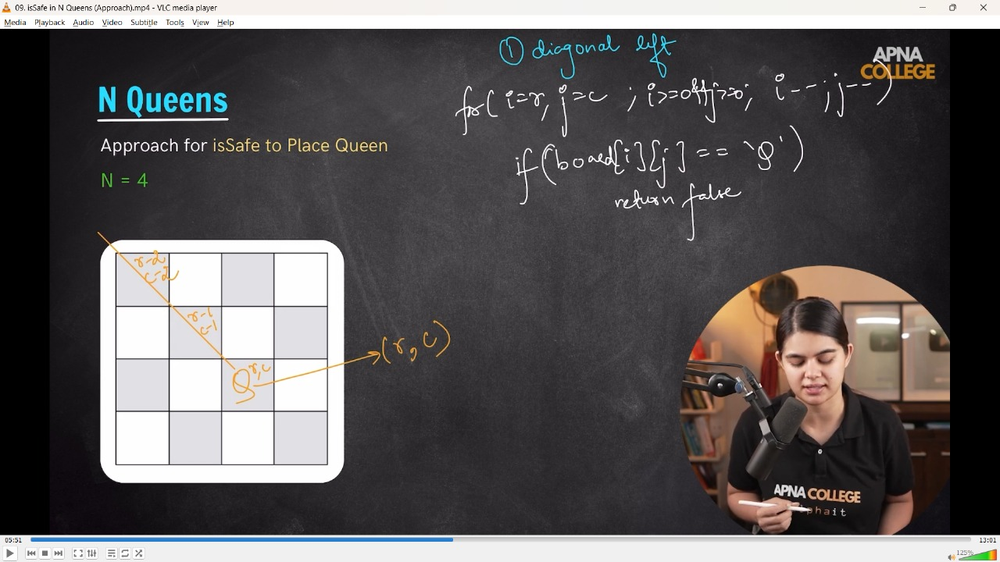 09. isSafe in N Queens (Approach).mp4 - VLC media player
Media Playback Audio Video Subtitle Tools View Help
① diagonal left
APNA
COLLEGE
for( i=r, j=c ; i>=0 && j>=0; i--, j--)
N Queens
Approach for isSafe to Place Queen
if(board[i][j] == 'Q')
N = 4
return false
r-2
c-2
r-1
c-1
r,c
Q
(r, c)
APNA COLLEGE
05:51
13:01
125%